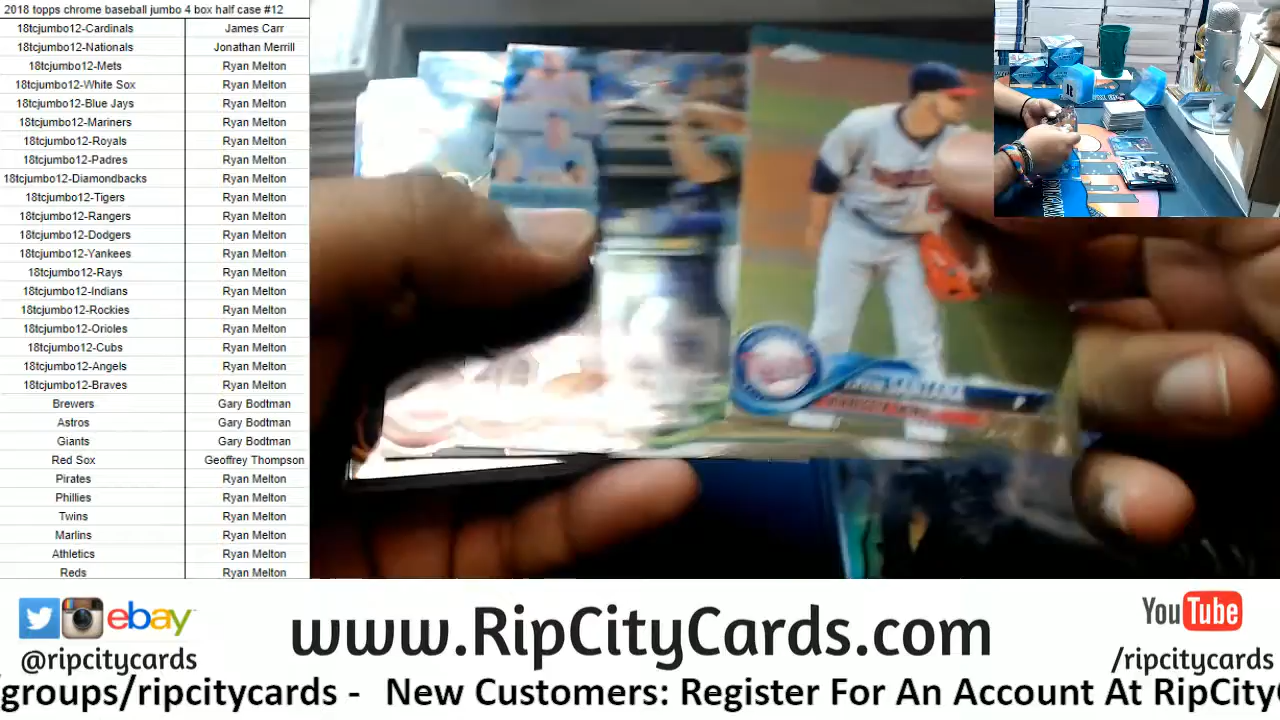 2018 topps chrome baseball jumbo 4 box half case #12
18tcjumbo12-Cardinals James Carr
18tcjumbo12-Nationals Jonathan Merrill
18tcjumbo12-Mets Ryan Melton
18tcjumbo12-White Sox Ryan Melton
18tcjumbo12-Blue Jays Ryan Melton
18tcjumbo12-Mariners Ryan Melton
18tcjumbo12-Royals Ryan Melton
18tcjumbo12-Padres Ryan Melton
18tcjumbo12-Diamondbacks Ryan Melton
18tcjumbo12-Tigers Ryan Melton
18tcjumbo12-Rangers Ryan Melton
18tcjumbo12-Dodgers Ryan Melton
18tcjumbo12-Yankees Ryan Melton
18tcjumbo12-Rays Ryan Melton
18tcjumbo12-Indians Ryan Melton
18tcjumbo12-Rockies Ryan Melton
18tcjumbo12-Orioles Ryan Melton
18tcjumbo12-Cubs Ryan Melton
18tcjumbo12-Angels Ryan Melton
18tcjumbo12-Braves Ryan Melton
Brewers Gary Bodtman
Astros Gary Bodtman
Giants Gary Bodtman
Red Sox Geoffrey Thompson
Pirates Ryan Melton
Phillies Ryan Melton
Twins Ryan Melton
Marlins Ryan Melton
Athletics Ryan Melton
Reds Ryan Melton
Twins
SANTANA
ebay
@ripcitycards
www.RipCityCards.com
YouTube
/ripcitycards
/groups/ripcitycards - New Customers: Register For An Account At RipCity